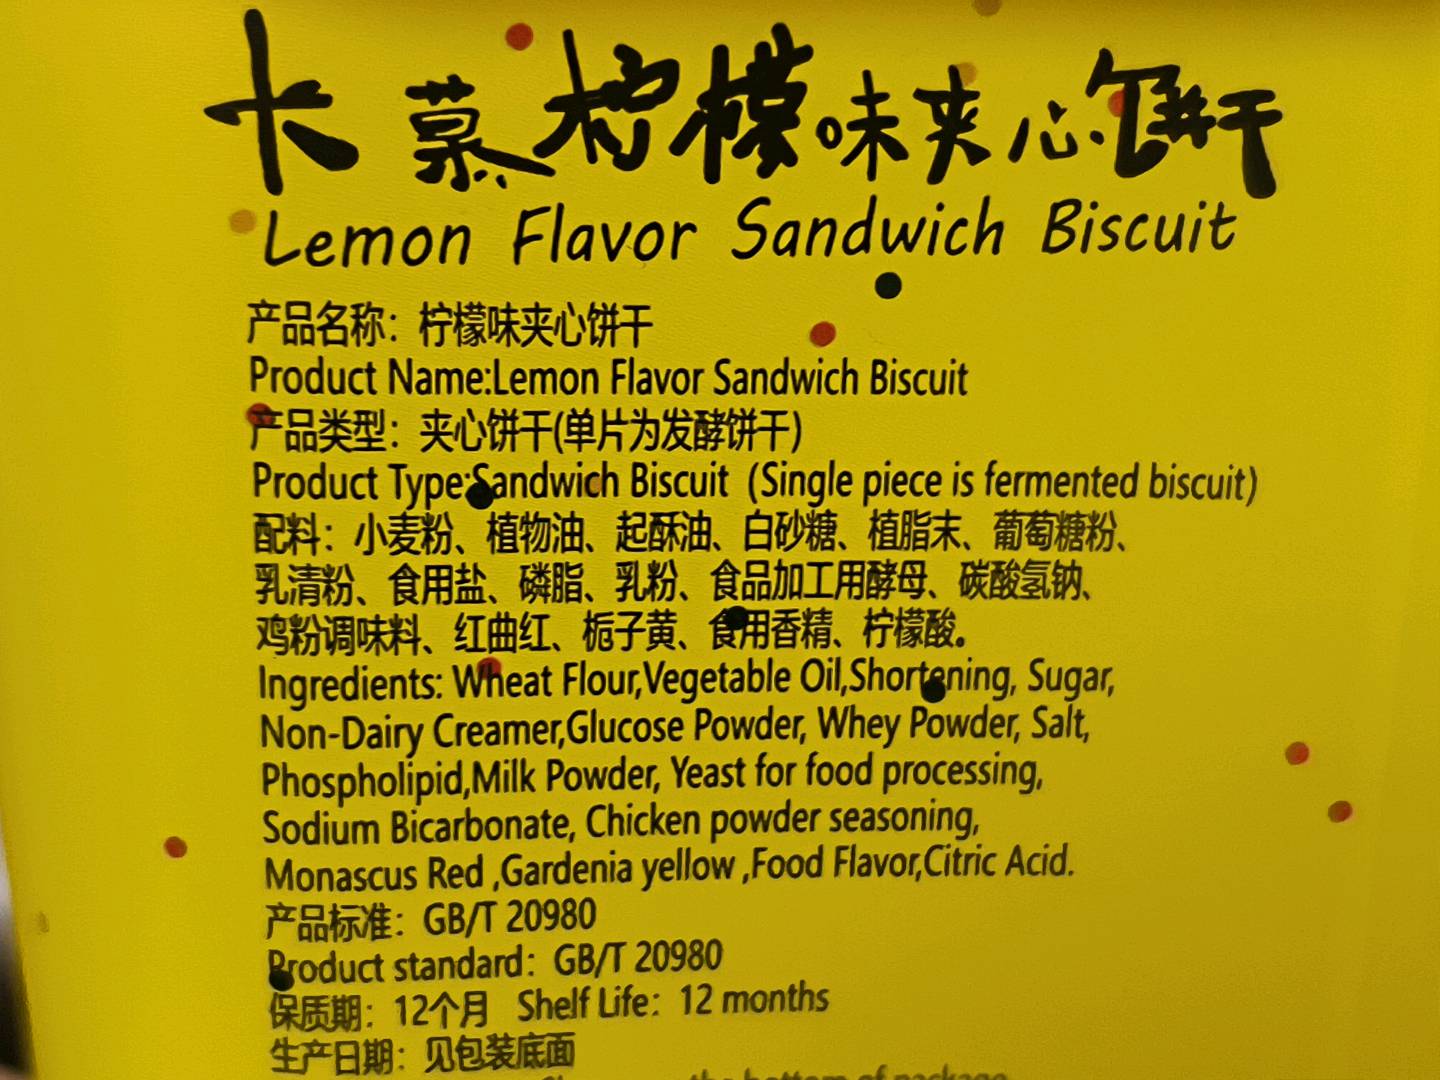 卡慕柠檬味夹心饼干
Lemon Flavor Sandwich Biscuit
产品名称：柠檬味夹心饼干
Product Name:Lemon Flavor Sandwich Biscuit
产品类型：夹心饼干(单片为发酵饼干)
Product Type:Sandwich Biscuit (Single piece is fermented biscuit)
配料：小麦粉、植物油、起酥油、白砂糖、植脂末、葡萄糖粉、
乳清粉、食用盐、磷脂、乳粉、食品加工用酵母、碳酸氢钠、
鸡粉调味料、红曲红、栀子黄、食用香精、柠檬酸。
Ingredients: Wheat Flour,Vegetable Oil,Shortening, Sugar,
Non-Dairy Creamer,Glucose Powder, Whey Powder, Salt,
Phospholipid,Milk Powder, Yeast for food processing,
Sodium Bicarbonate, Chicken powder seasoning,
Monascus Red ,Gardenia yellow ,Food Flavor,Citric Acid.
产品标准：GB/T 20980
Product standard：GB/T 20980
保质期：12个月 Shelf Life：12 months
生产日期：见包装底面
the bottom of package